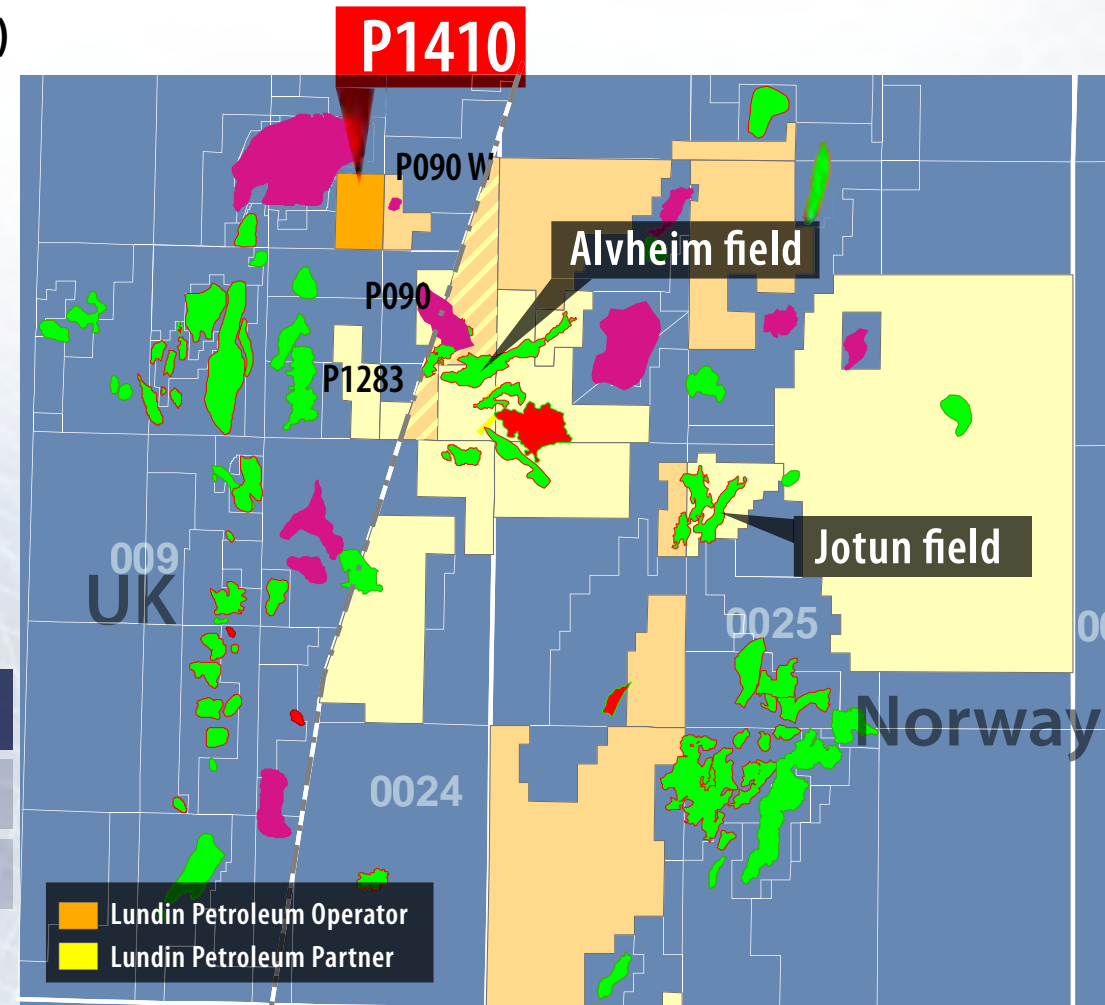 )
P1410
P090 W
Alvheim field
P090
P1283
Jotun field
009
UK
0025
00
Norway
0024
Lundin Petroleum Operator
Lundin Petroleum Partner